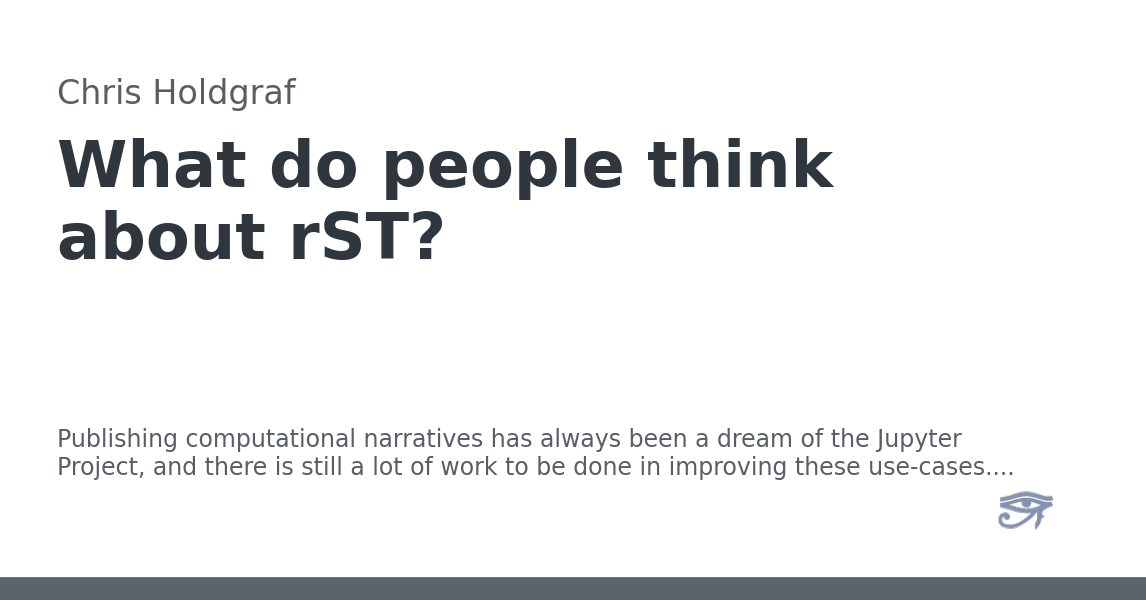 Chris Holdgraf
What do people think
about rST?
Publishing computational narratives has always been a dream of the Jupyter
Project, and there is still a lot of work to be done in improving these use-cases....